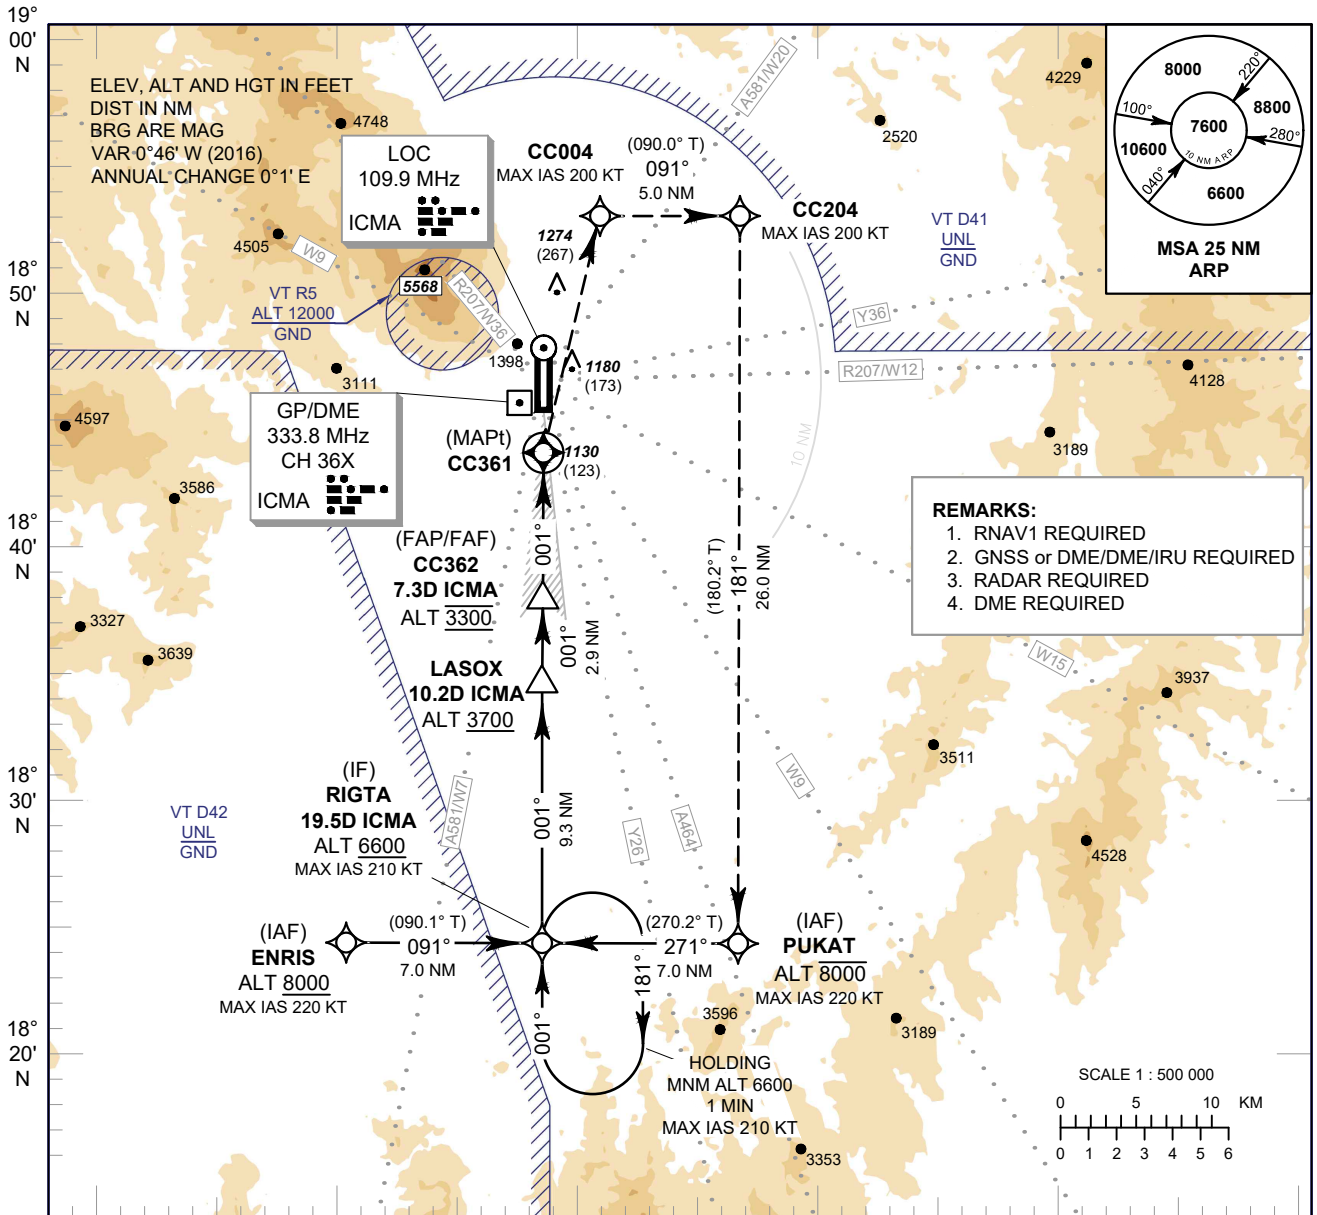 19°
00'
N
ELEV, ALT AND HGT IN FEET
DIST IN NM
BRG ARE MAG
VAR 0°46' W (2016)
ANNUAL CHANGE 0°1' E
4748
LOC
109.9 MHz
ICMA
CC004
MAX IAS 200 KT
(090.0° T)
091°
5.0 NM
A581/W20
2520
4229
CC204
MAX IAS 200 KT
VT D41
UNL
GND
8000
220°
100°
7600
8800
10 NM ARP
280°
10600
040°
6600
MSA 25 NM
ARP
4505
W9
1274
(267)
18°
50'
N
5568
VT R5
ALT 12000
GND
R207/W36
1398
3111
1180
(173)
Y36
R207/W12
4128
4597
GP/DME
333.8 MHz
CH 36X
ICMA
(MAPt)
CC361
1130
(123)
10 NM
3189
3586
REMARKS:
1. RNAV1 REQUIRED
2. GNSS or DME/DME/IRU REQUIRED
3. RADAR REQUIRED
4. DME REQUIRED
18°
40'
N
(FAP/FAF)
CC362
7.3D ICMA
ALT 3300
001°
(180.2° T)
181°
26.0 NM
3327
3639
LASOX
10.2D ICMA
ALT 3700
001°
2.9 NM
W15
3937
3511
18°
30'
N
VT D42
UNL
GND
(IF)
RIGTA
19.5D ICMA
ALT 6600
MAX IAS 210 KT
A581/W7
001°
9.3 NM
Y26
A464
W9
4528
(IAF)
ENRIS
ALT 8000
MAX IAS 220 KT
(090.1° T)
091°
7.0 NM
(270.2° T)
271°
7.0 NM
(IAF)
PUKAT
ALT 8000
MAX IAS 220 KT
181°
001°
3596
3189
18°
20'
N
HOLDING
MNM ALT 6600
1 MIN
MAX IAS 210 KT
3353
SCALE 1 : 500 000
0 5 10 KM
0 1 2 3 4 5 6